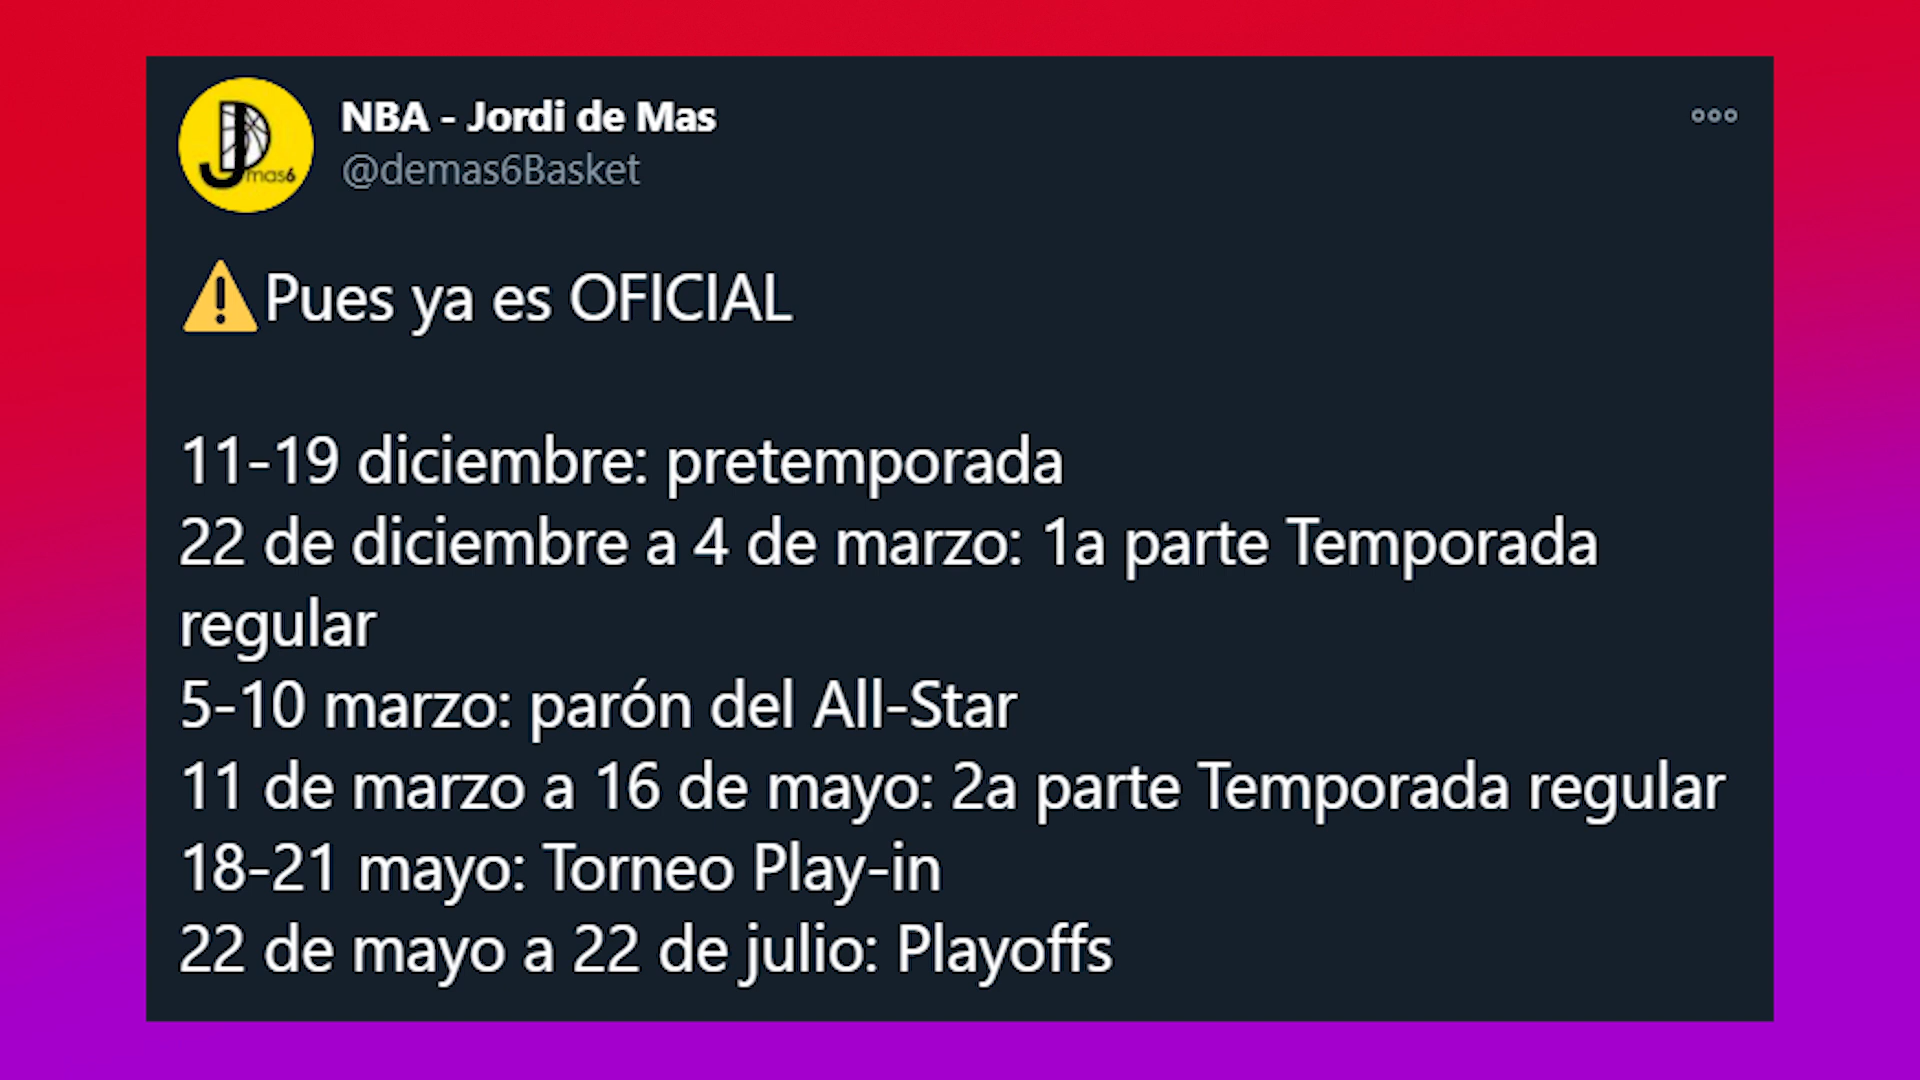 NBA - Jordi de Mas
@demas6Basket
JD
mas6
⚠️Pues ya es OFICIAL
11-19 diciembre: pretemporada
22 de diciembre a 4 de marzo: 1a parte Temporada
regular
5-10 marzo: parón del All-Star
11 de marzo a 16 de mayo: 2a parte Temporada regular
18-21 mayo: Torneo Play-in
22 de mayo a 22 de julio: Playoffs